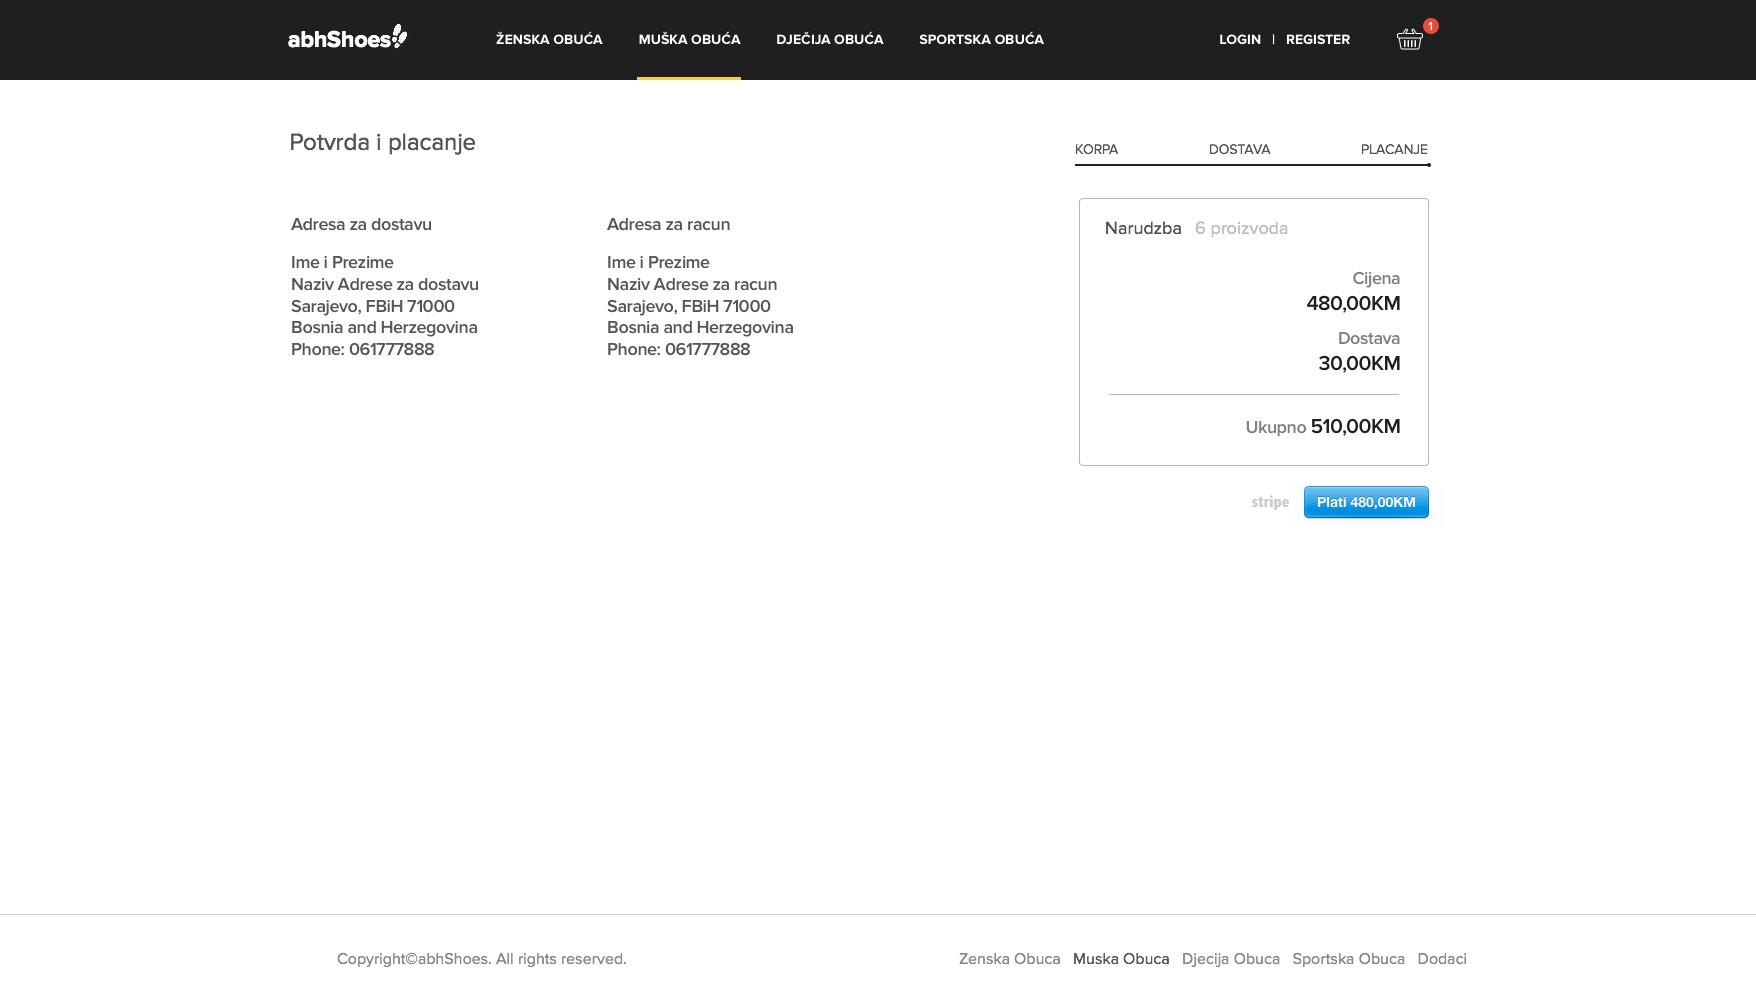 abhShoes
ŽENSKA OBUĆA MUŠKA OBUĆA DJEČIJA OBUĆA SPORTSKA OBUĆA
LOGIN | REGISTER
1
Potvrda i placanje
KORPA DOSTAVA PLACANJE
Adresa za dostavu
Ime i Prezime
Naziv Adrese za dostavu
Sarajevo, FBiH 71000
Bosnia and Herzegovina
Phone: 061777888
Adresa za racun
Ime i Prezime
Naziv Adrese za racun
Sarajevo, FBiH 71000
Bosnia and Herzegovina
Phone: 061777888
Narudzba 6 proizvoda
Cijena
480,00KM
Dostava
30,00KM
Ukupno 510,00KM
stripe Plati 480,00KM
Copyright©abhShoes. All rights reserved.
Zenska Obuca Muska Obuca Djecija Obuca Sportska Obuca Dodaci